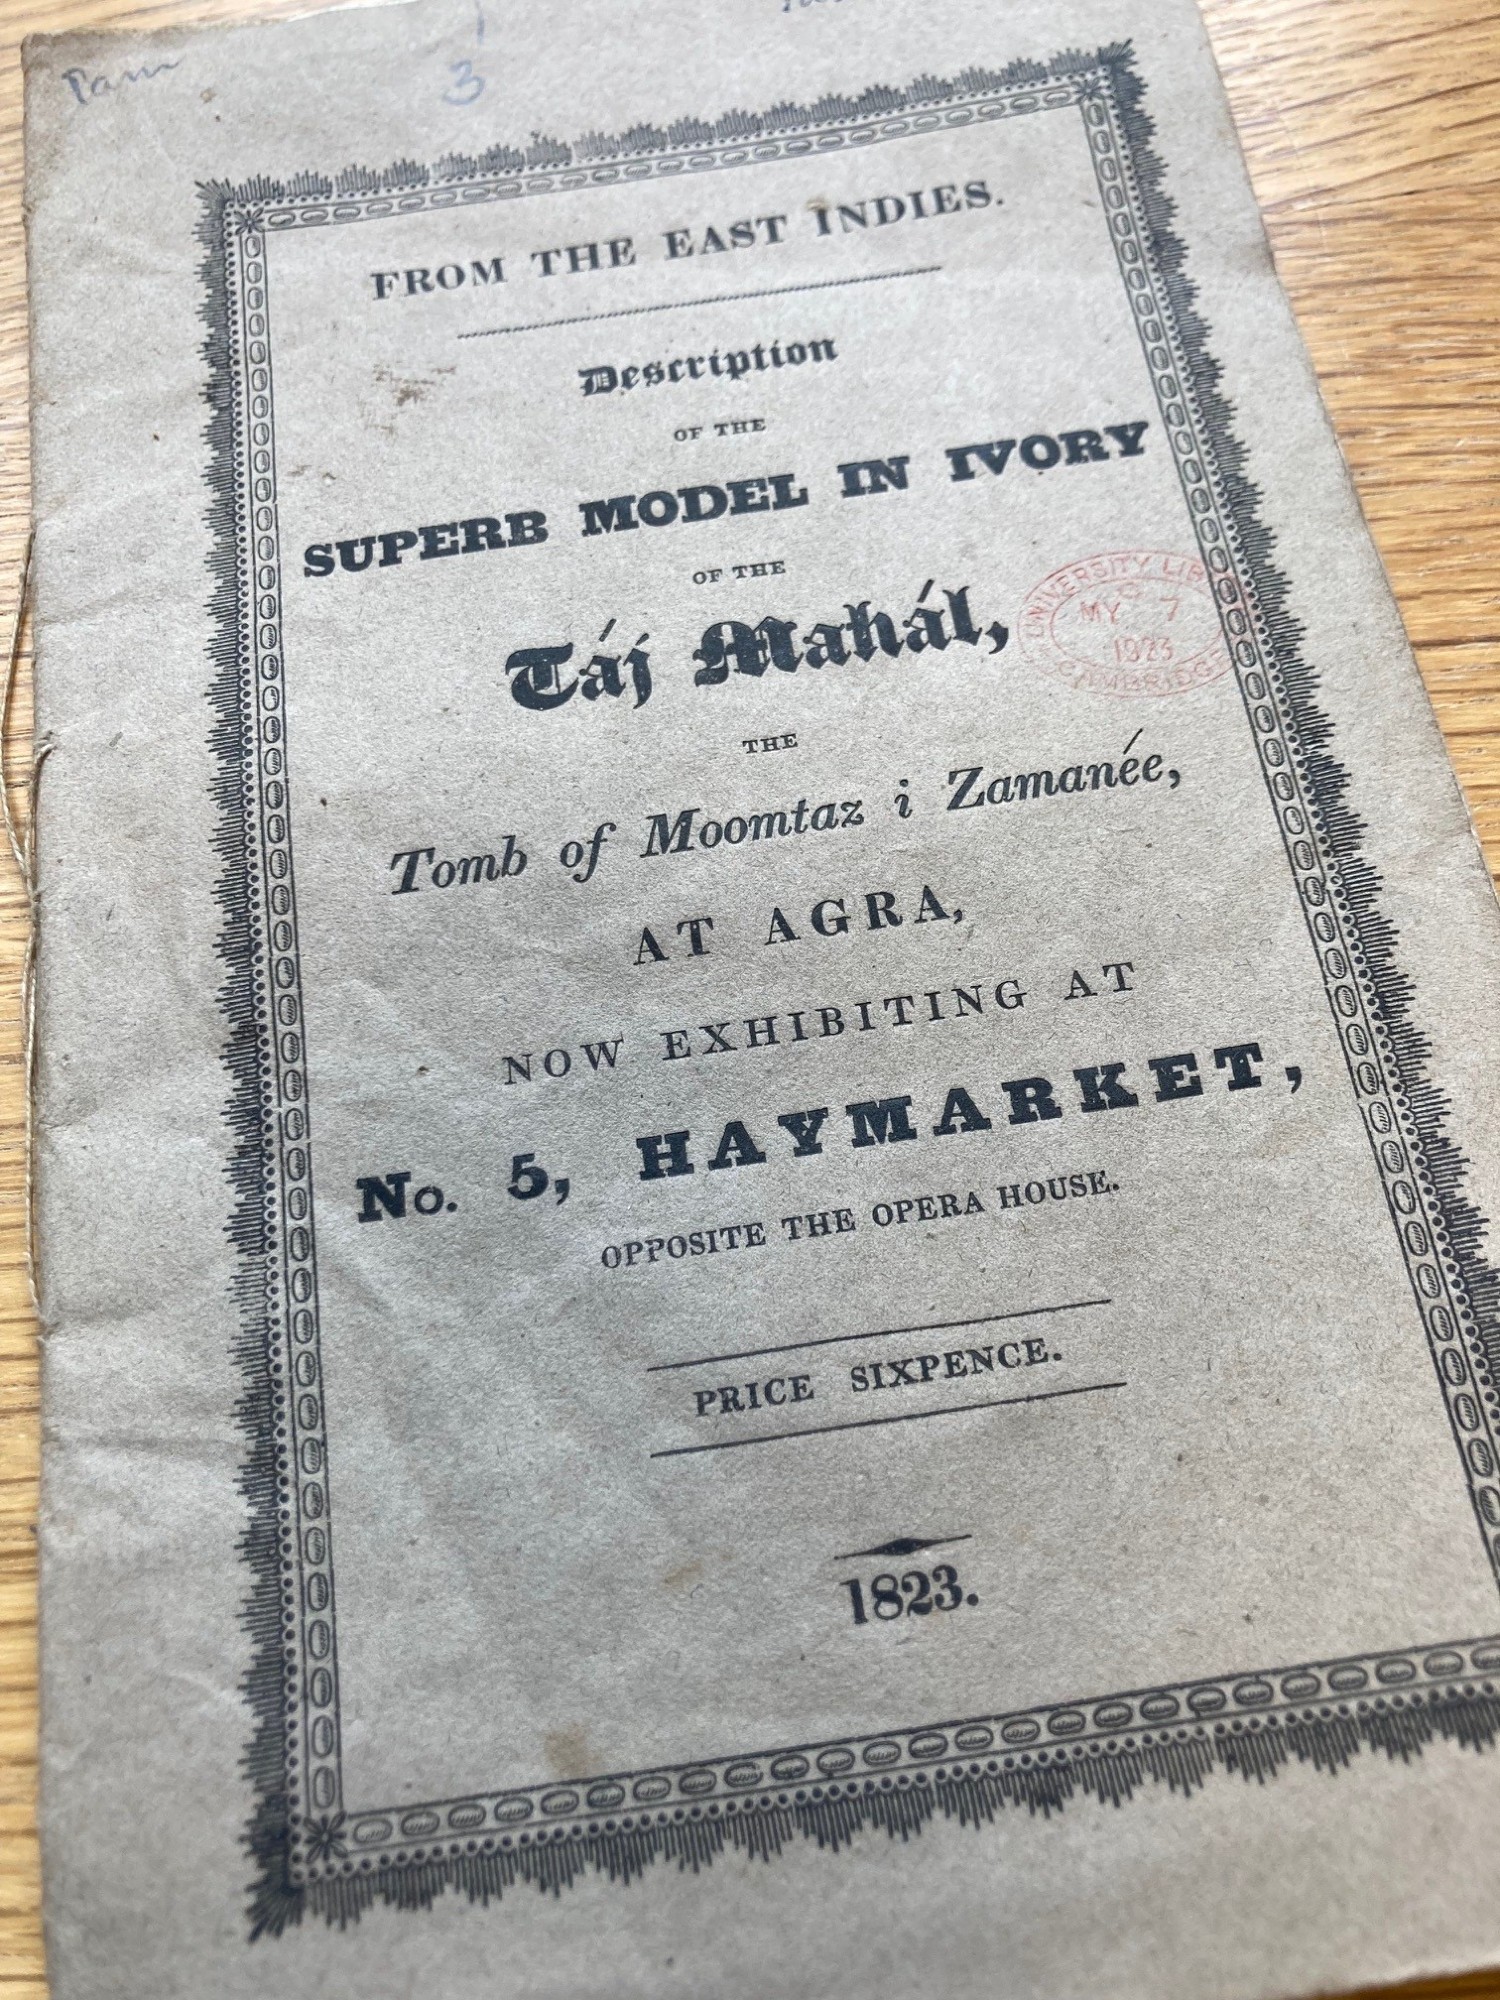 Pam
3
FROM THE EAST INDIES.
Description
OF THE
SUPERB MODEL IN IVORY
OF THE
Táj Mahál,
UNIVERSITY LIB
MY 7
1923
CAMBRIDGE
THE
Tomb of Moomtaz i Zamanée,
AT AGRA,
NOW EXHIBITING AT
No. 5, HAYMARKET,
OPPOSITE THE OPERA HOUSE.
PRICE SIXPENCE.
1823.